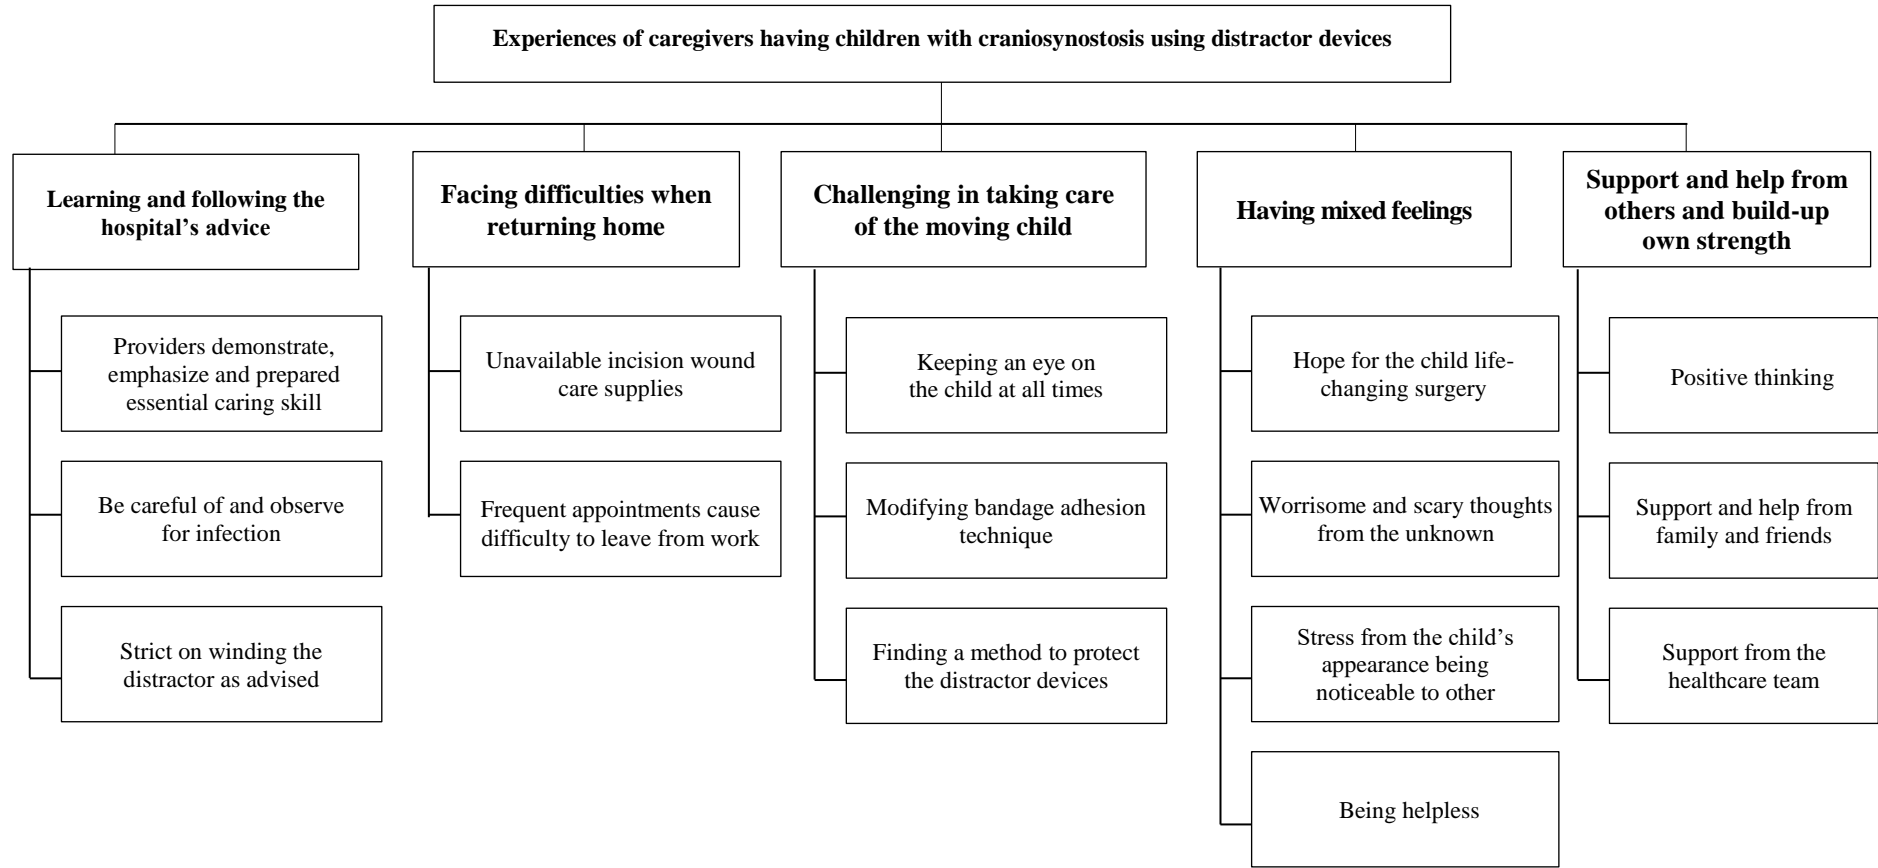 Experiences of caregivers having children with craniosynostosis using distractor devices
Learning and following the
hospital’s advice
Providers demonstrate,
emphasize and prepared
essential caring skill
Be careful of and observe
for infection
Strict on winding the
distractor as advised
Facing difficulties when
returning home
Unavailable incision wound
care supplies
Frequent appointments cause
difficulty to leave from work
Challenging in taking care
of the moving child
Keeping an eye on
the child at all times
Modifying bandage adhesion
technique
Finding a method to protect
the distractor devices
Having mixed feelings
Hope for the child life-
changing surgery
Worrisome and scary thoughts
from the unknown
Stress from the child’s
appearance being
noticeable to other
Being helpless
Support and help from
others and build-up
own strength
Positive thinking
Support and help from
family and friends
Support from the
healthcare team